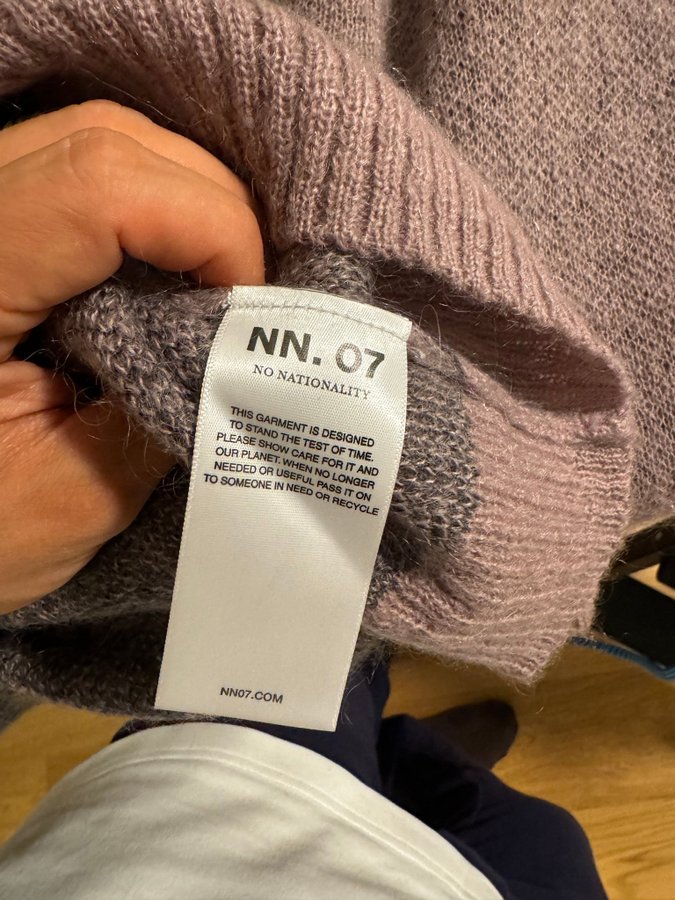 NN. 07
NO NATIONALITY
THIS GARMENT IS DESIGNED
TO STAND THE TEST OF TIME.
PLEASE SHOW CARE FOR IT AND
OUR PLANET. WHEN NO LONGER
NEEDED OR USEFUL PASS IT ON
TO SOMEONE IN NEED OR RECYCLE
NN07.COM